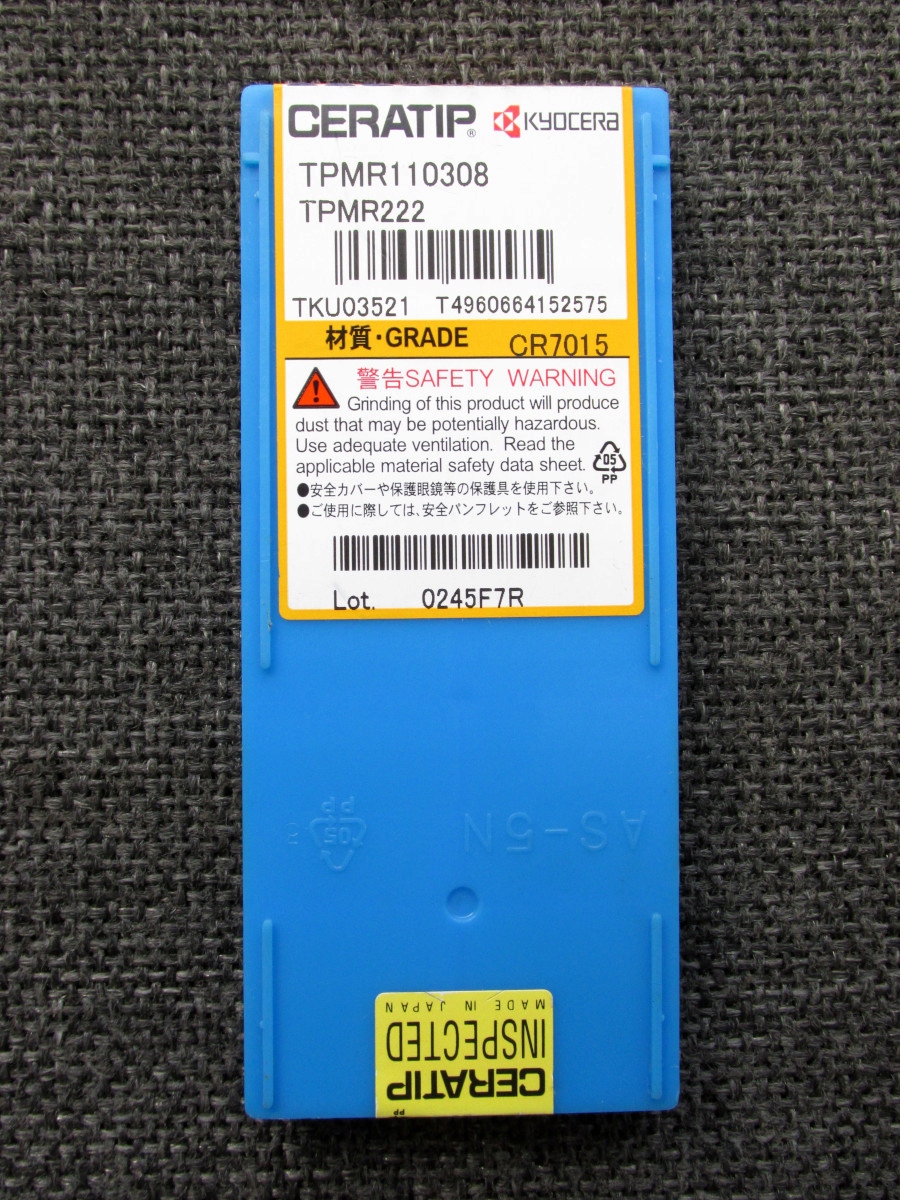 CERATIP® KYOCERA
TPMR110308
TPMR222
TKU03521 T4960664152575
材質・GRADE CR7015
警告SAFETY WARNING
Grinding of this product will produce
dust that may be potentially hazardous.
Use adequate ventilation. Read the
applicable material safety data sheet.
05
PP
●安全カバーや保護眼鏡等の保護具を使用下さい。
●ご使用に際しては、安全パンフレットをご参照下さい。
Lot. 0245F7R
AS-5N
05
PP
MADE IN JAPAN
INSPECTED
CERATIP
PP